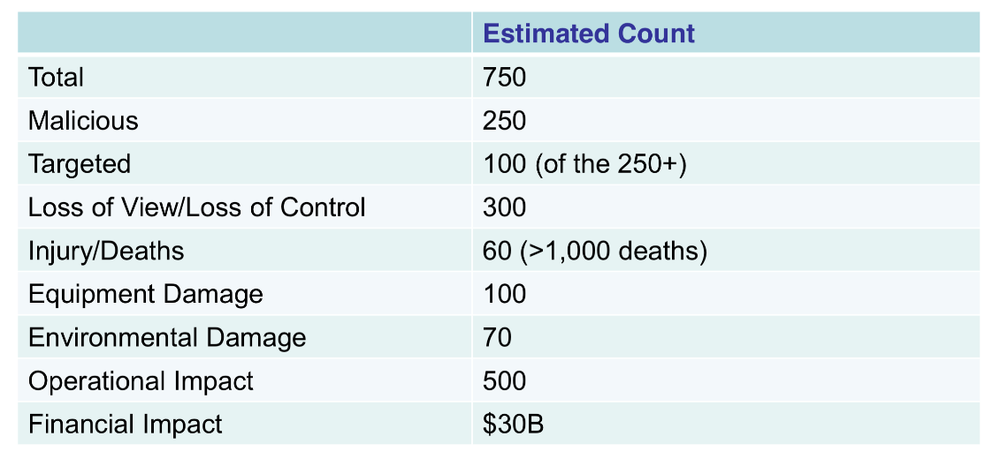 Estimated Count
Total 750
Malicious 250
Targeted 100 (of the 250+)
Loss of View/Loss of Control 300
Injury/Deaths 60 (>1,000 deaths)
Equipment Damage 100
Environmental Damage 70
Operational Impact 500
Financial Impact $30B